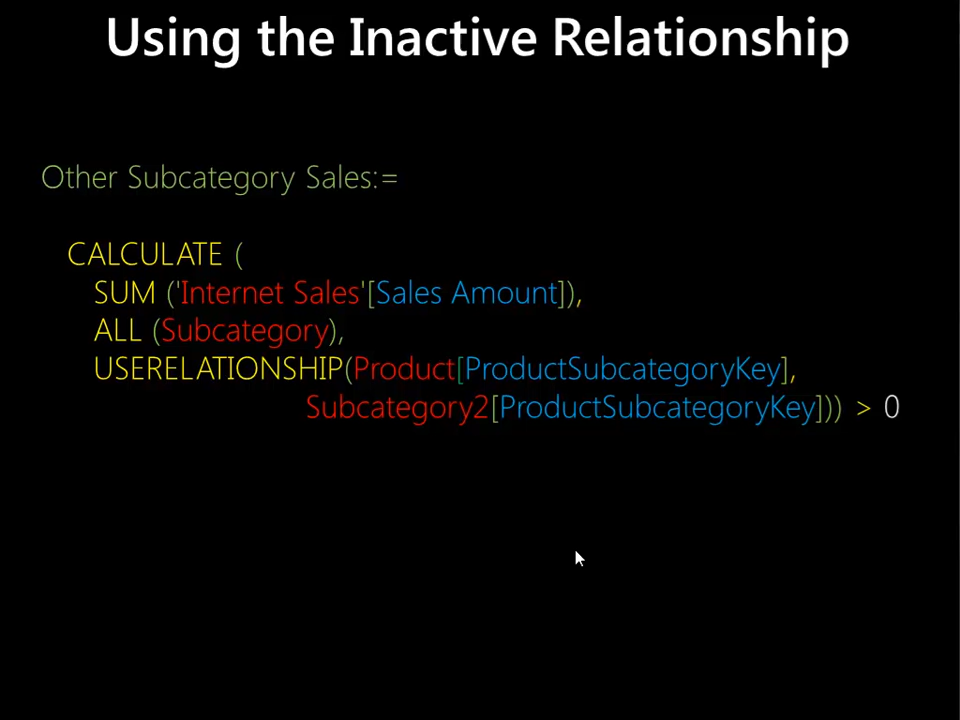 Using the Inactive Relationship
Other Subcategory Sales:=
CALCULATE (
SUM ('Internet Sales'[Sales Amount]),
ALL (Subcategory),
USERELATIONSHIP(Product[ProductSubcategoryKey],
Subcategory2[ProductSubcategoryKey])) > 0